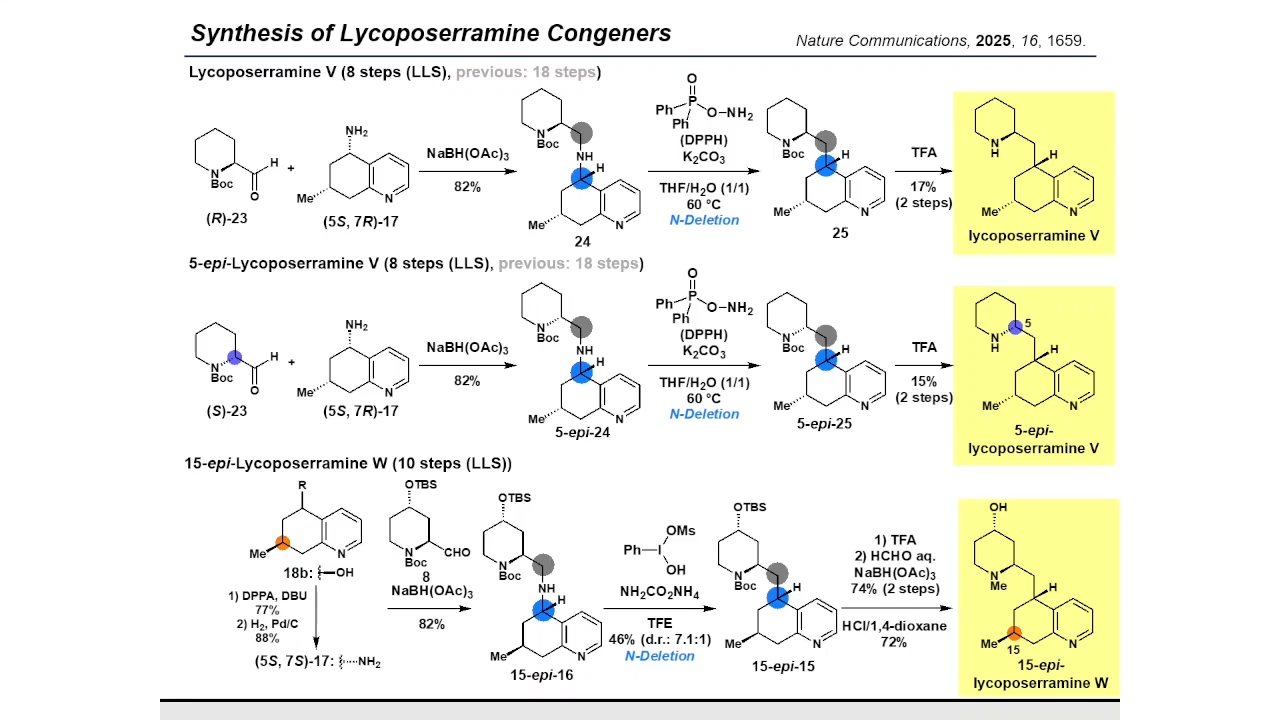 Synthesis of Lycoposerramine Congeners
Nature Communications, 2025, 16, 1659.
Lycoposerramine V (8 steps (LLS), previous: 18 steps)
N
Boc
O
H
(R)-23
+
NH2
Me
N
(5S, 7R)-17
NaBH(OAc)3
82%
N
Boc
NH
H
Me
N
24
O
Ph
P
Ph
O–NH2
(DPPH)
K2CO3
THF/H2O (1/1)
60 °C
N-Deletion
N
Boc
H
Me
N
25
TFA
17%
(2 steps)
N
H
H
Me
N
lycoposerramine V
5-epi-Lycoposerramine V (8 steps (LLS), previous: 18 steps)
N
Boc
O
H
(S)-23
+
NH2
Me
N
(5S, 7R)-17
NaBH(OAc)3
82%
N
Boc
NH
H
Me
N
5-epi-24
O
Ph
P
Ph
O–NH2
(DPPH)
K2CO3
THF/H2O (1/1)
60 °C
N-Deletion
N
Boc
H
Me
N
5-epi-25
TFA
15%
(2 steps)
5
N
H
H
Me
N
5-epi-
lycoposerramine V
15-epi-Lycoposerramine W (10 steps (LLS))
R
Me
N
18b: OH
1) DPPA, DBU
77%
2) H2, Pd/C
88%
(5S, 7S)-17: NH2
OTBS
N
Boc
CHO
8
NaBH(OAc)3
82%
OTBS
N
Boc
NH
H
Me
N
15-epi-16
OMs
Ph
I
OH
NH2CO2NH4
TFE
46% (d.r.: 7.1:1)
N-Deletion
OTBS
N
Boc
H
Me
N
15-epi-15
1) TFA
2) HCHO aq.
NaBH(OAc)3
74% (2 steps)
HCl/1,4-dioxane
72%
OH
N
Me
H
Me
15
N
15-epi-
lycoposerramine W